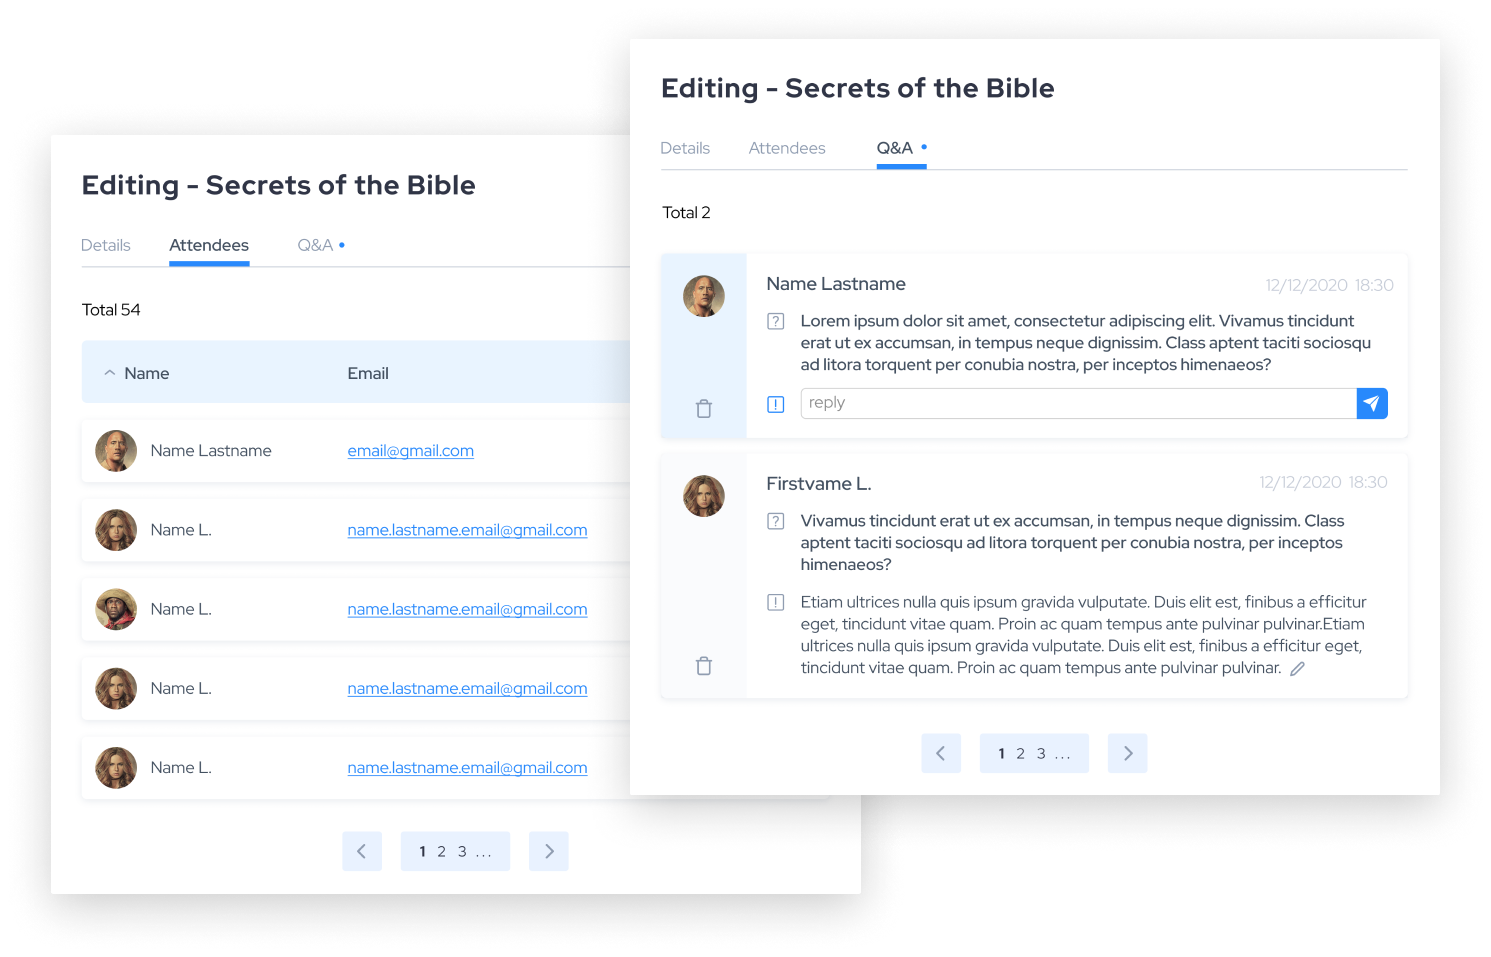 Editing - Secrets of the Bible
Details Attendees Q&A
Total 54
Name Email
Name Lastname email@gmail.com
Name L. name.lastname.email@gmail.com
Name L. name.lastname.email@gmail.com
Name L. name.lastname.email@gmail.com
Name L. name.lastname.email@gmail.com
1 2 3 ...
Editing - Secrets of the Bible
Details Attendees Q&A
Total 2
Name Lastname 12/12/2020 18:30
? Lorem ipsum dolor sit amet, consectetur adipiscing elit. Vivamus tincidunt
erat ut ex accumsan, in tempus neque dignissim. Class aptent taciti sociosqu
ad litora torquent per conubia nostra, per inceptos himenaeos?
! reply
Firstvame L. 12/12/2020 18:30
? Vivamus tincidunt erat ut ex accumsan, in tempus neque dignissim. Class
aptent taciti sociosqu ad litora torquent per conubia nostra, per inceptos
himenaeos?
! Etiam ultrices nulla quis ipsum gravida vulputate. Duis elit est, finibus a efficitur
eget, tincidunt vitae quam. Proin ac quam tempus ante pulvinar pulvinar.Etiam
ultrices nulla quis ipsum gravida vulputate. Duis elit est, finibus a efficitur eget,
tincidunt vitae quam. Proin ac quam tempus ante pulvinar pulvinar.
1 2 3 ...